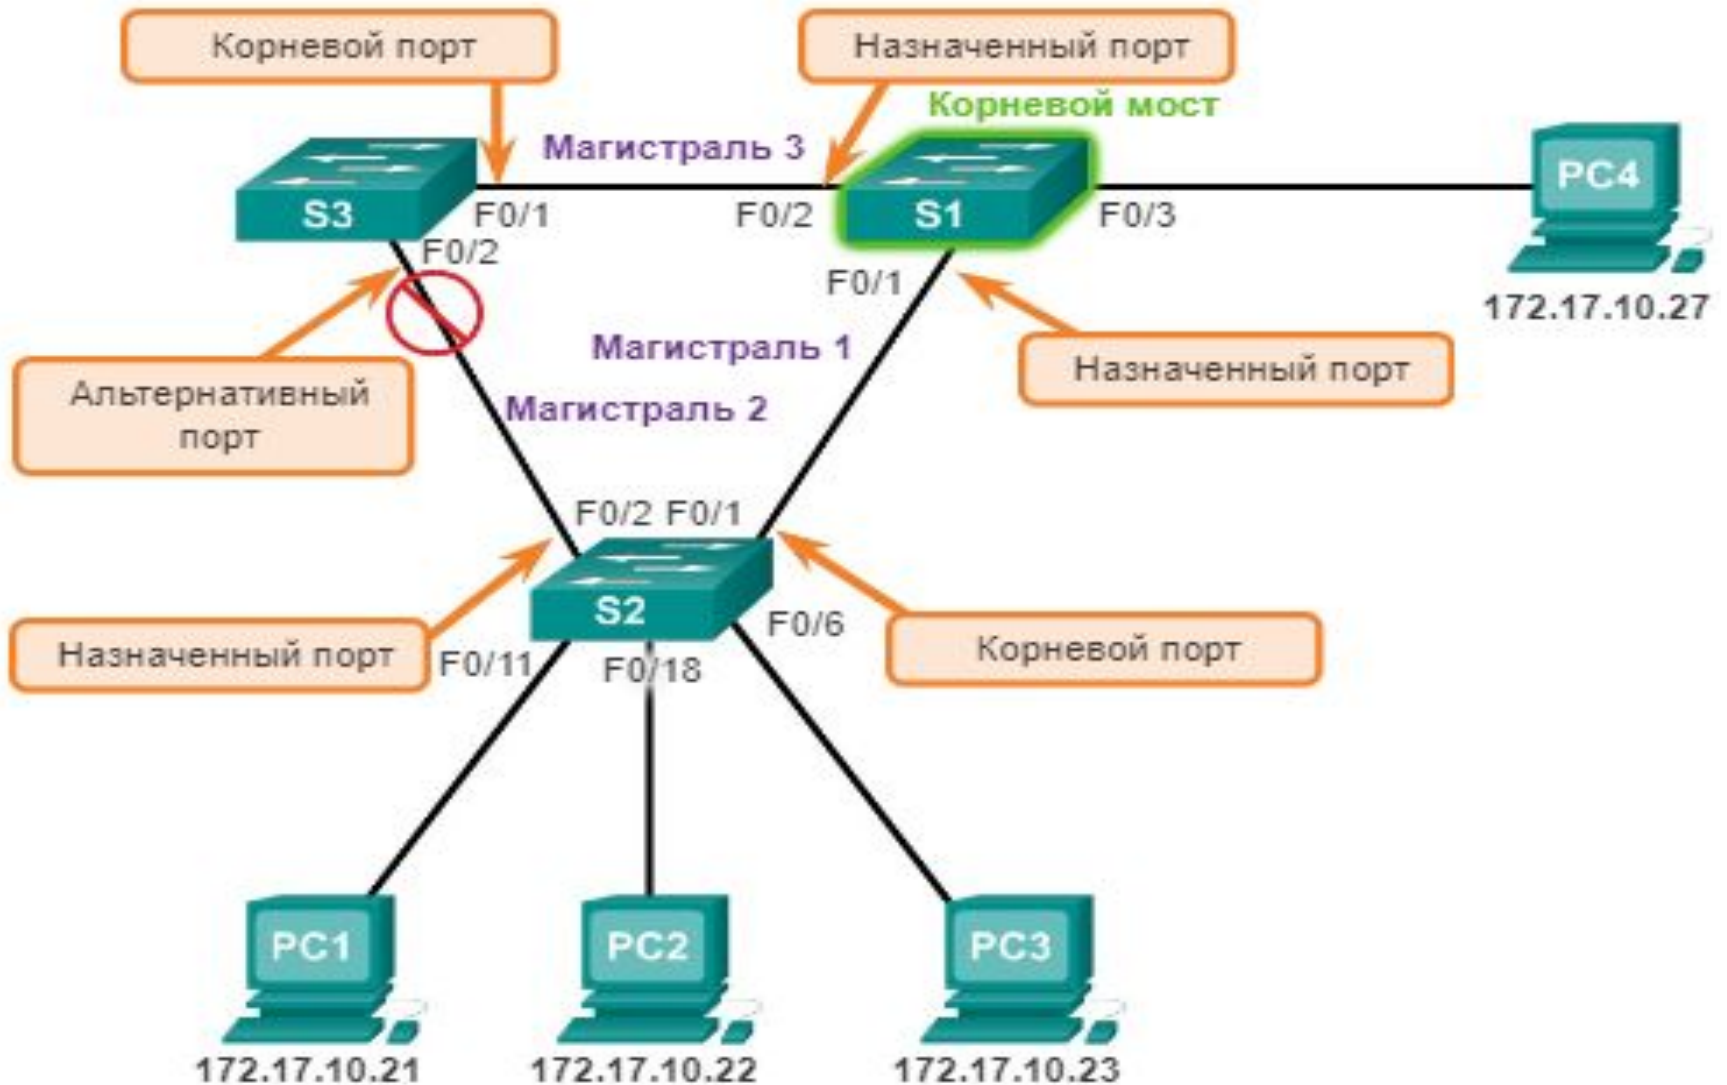 Корневой порт
Назначенный порт
Корневой мост
Магистраль 3
PC4
S3
F0/1
F0/2
S1
F0/3
F0/2
F0/1
172.17.10.27
Магистраль 1
Назначенный порт
Альтернативный
порт
Магистраль 2
F0/2 F0/1
S2
F0/6
Назначенный порт
F0/11
F0/18
Корневой порт
PC1
PC2
PC3
172.17.10.21
172.17.10.22
172.17.10.23